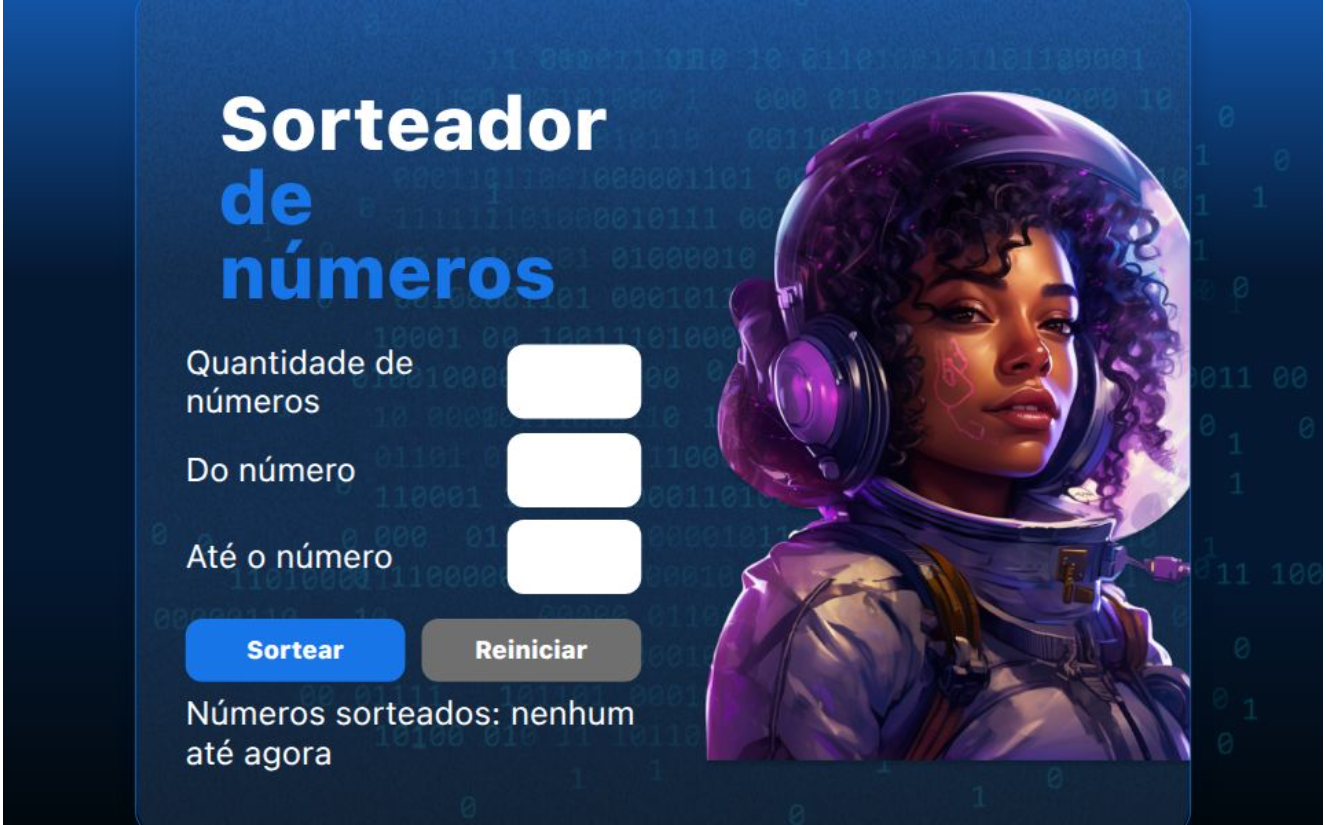 Sorteador
de
números
Quantidade de
números
Do número
Até o número
Sortear Reiniciar
Números sorteados: nenhum
até agora